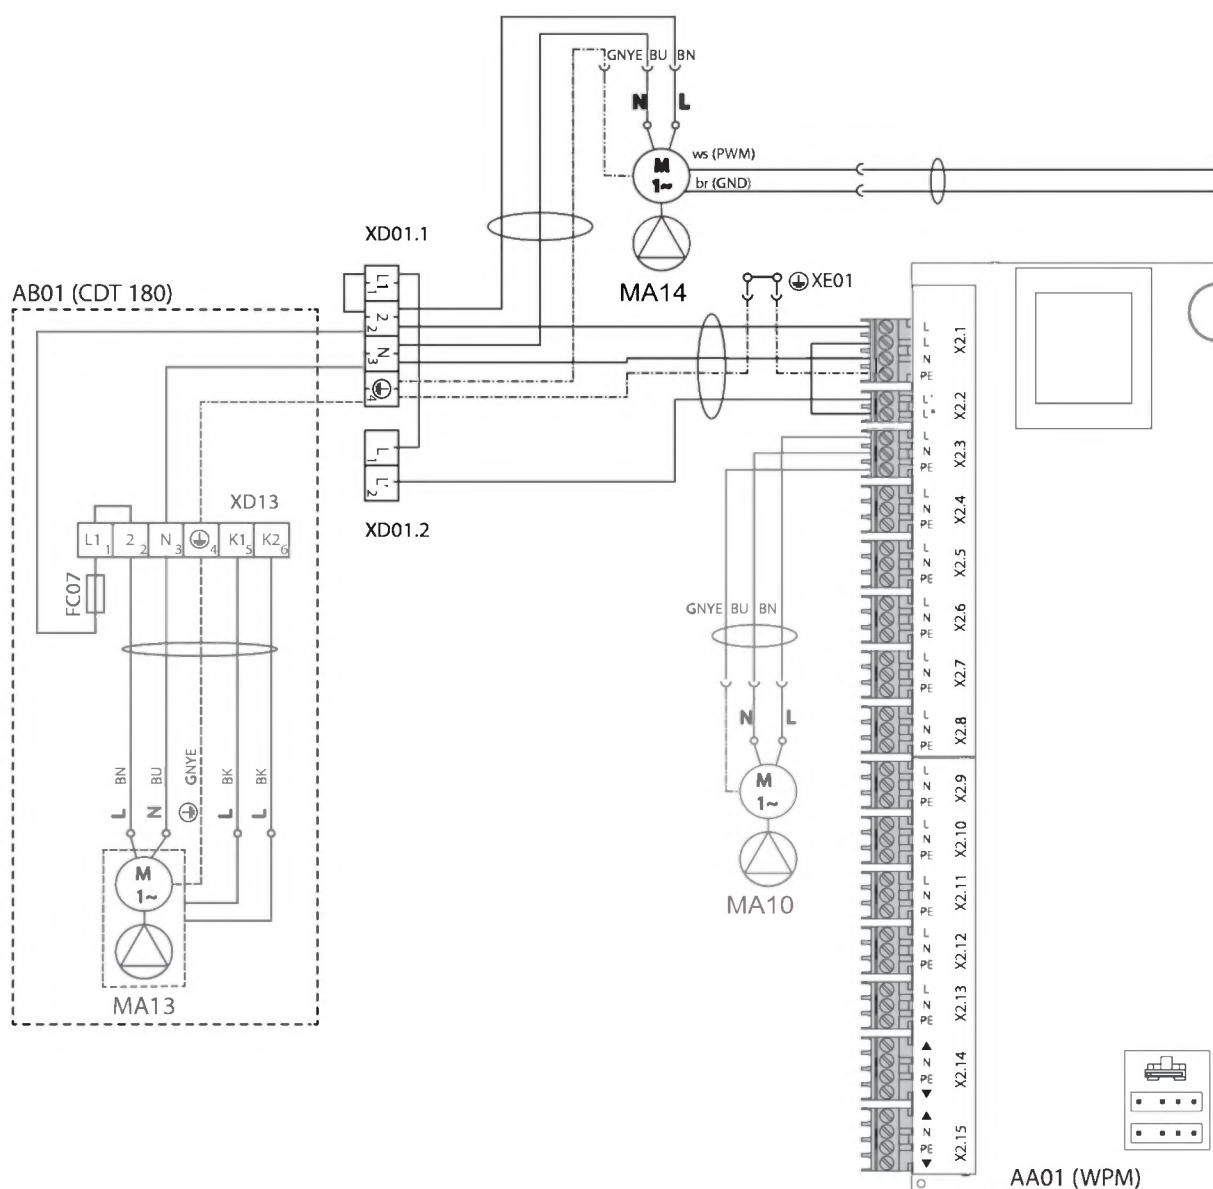 GNYE BU BN
N L
ws (PWM)
M
1~
br (GND)
MA14
XD01.1
L1 1
2 2
N 3
4
L 1
L' 2
XD01.2
XE01
AB01 (CDT 180)
XD13
L1 1 2 2 N 3 4 K1 5 K2 6
FC07
BN BU GNYE BK BK
L N L L
M
1~
MA13
GNYE BU BN
N L
M
1~
MA10
L
L
N
PE
X2.1
L'
L*
X2.2
L
N
PE
X2.3
L
N
PE
X2.4
L
N
PE
X2.5
L
N
PE
X2.6
L
N
PE
X2.7
L
N
PE
X2.8
L
N
PE
X2.9
L
N
PE
X2.10
L
N
PE
X2.11
L
N
PE
X2.12
L
N
PE
X2.13
▲
N
PE
▼
X2.14
▲
N
PE
▼
X2.15
AA01 (WPM)